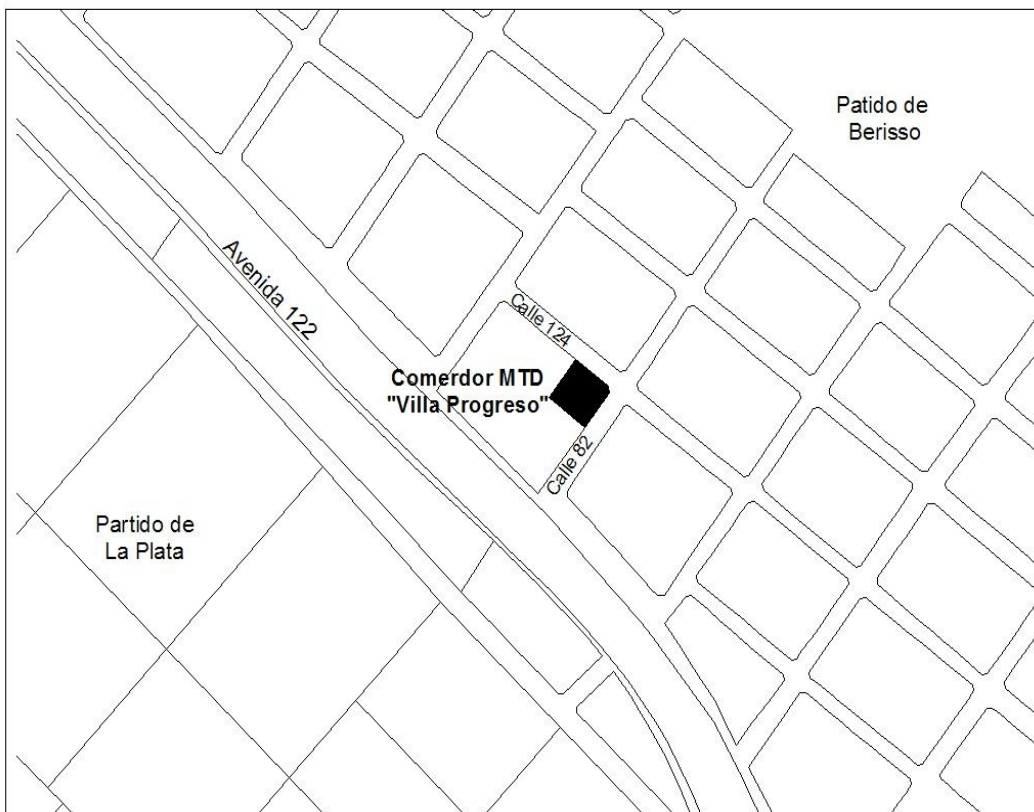 Patido de
Berisso
Avenida 122
Calle 124
Comerdor MTD
"Villa Progreso"
Calle 82
Partido de
La Plata